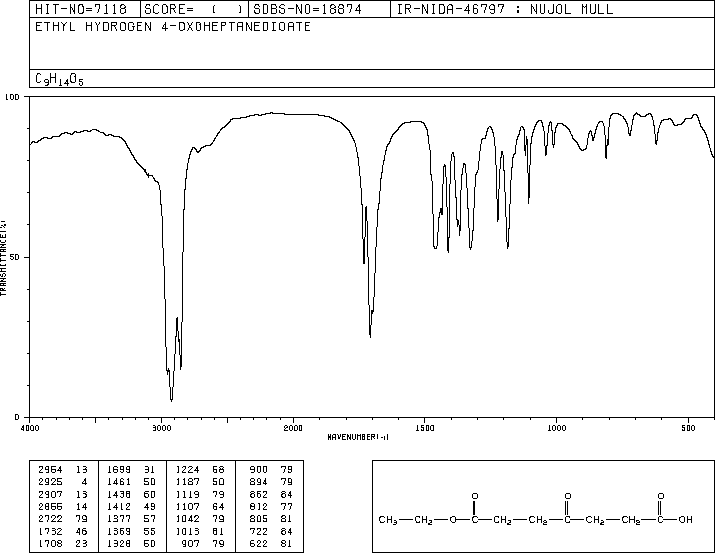 HIT-NO=7118 SCORE= ( ) SDBS-NO=18874 IR-NIDA-46797 : NUJOL MULL
ETHYL HYDROGEN 4-OXOHEPTANEDIOATE
C9H14O5
100
50
0
TRANSMITTANCE(%)
4000 3000 2000 1500 1000 500
WAVENUMBER(-1)
2954 13 1699 31 1224 68 900 79
2925 4 1461 50 1187 50 894 79
2907 13 1438 60 1119 79 862 84
2855 14 1412 49 1107 64 812 77
2722 79 1377 57 1042 79 805 81
1732 46 1369 55 1013 81 722 84
1708 23 1328 50 907 79 622 81
O O O
CH3 CH2 O C CH2 CH2 C CH2 CH2 C OH